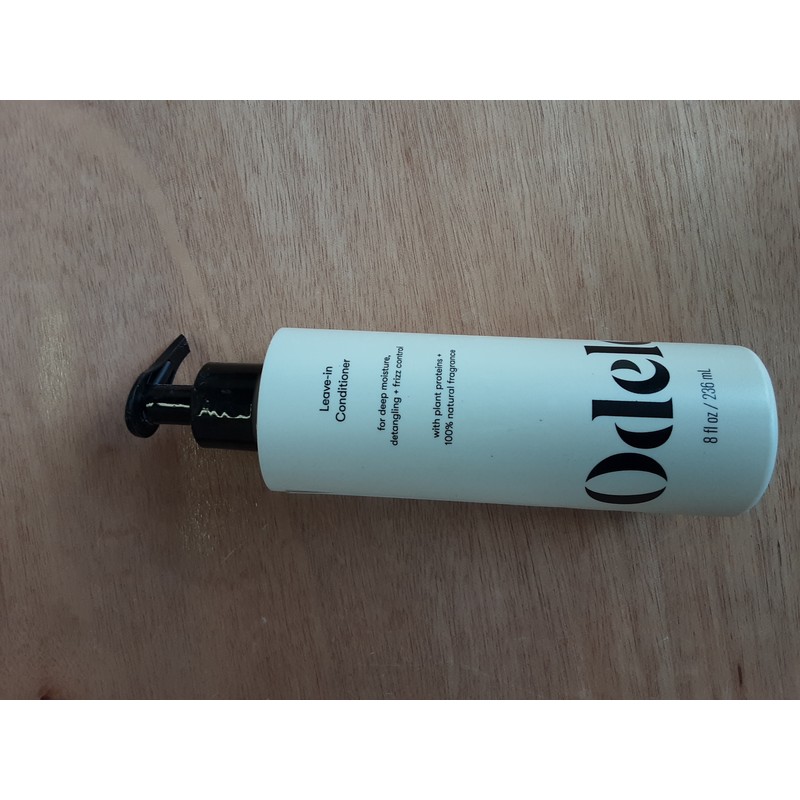 Leave-in
Conditioner
for deep moisture,
detangling + frizz control
with plant proteins +
100% natural fragrance
Odel
8 fl oz / 236 mL